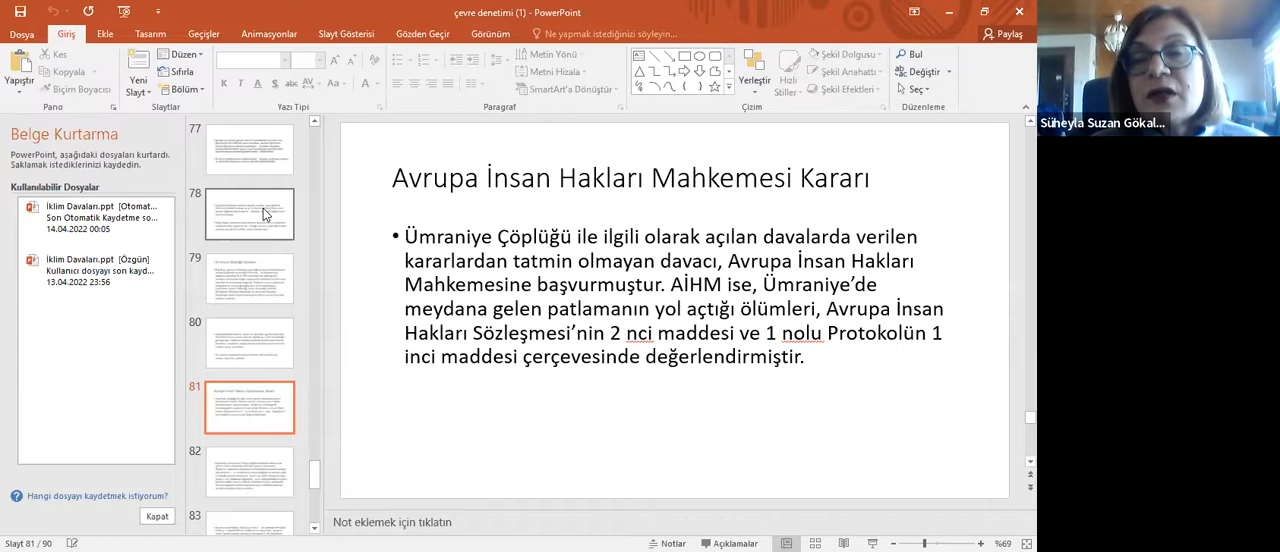 çevre denetimi (1) - PowerPoint
Dosya Giriş Ekle Tasarım Geçişler Animasyonlar Slayt Gösterisi Gözden Geçir Görünüm Ne yapmak istediğinizi söyleyin... Paylaş
Yapıştır
Kes
Kopyala
Biçim Boyacısı
Pano
Yeni Slayt
Düzen
Sıfırla
Bölüm
Slaytlar
K T A S abc
Yazı Tipi
Metin Yönü
Metni Hizala
SmartArt'a Dönüştür
Paragraf
Yerleştir
Hızlı Stiller
Şekil Dolgusu
Şekil Anahattı
Şekil Efektleri
Çizim
Bul
Değiştir
Seç
Düzenleme
Belge Kurtarma
PowerPoint, aşağıdaki dosyaları kurtardı.
Saklamak istediklerinizi kaydedin.
Kullanılabilir Dosyalar
İklim Davaları.ppt [Otomat...
Son Otomatik Kaydetme so...
14.04.2022 00:05
İklim Davaları.ppt [Özgün]
Kullanıcı dosyayı son kayd...
13.04.2022 23:56
Hangi dosyayı kaydetmek istiyorum?
Kapat
77
78
79
80
81
82
83
Avrupa İnsan Hakları Mahkemesi Kararı
• Ümraniye Çöplüğü ile ilgili olarak açılan davalarda verilen
kararlardan tatmin olmayan davacı, Avrupa İnsan Hakları
Mahkemesine başvurmuştur. AİHM ise, Ümraniye'de
meydana gelen patlamanın yol açtığı ölümleri, Avrupa İnsan
Hakları Sözleşmesi'nin 2 nci maddesi ve 1 nolu Protokolün 1
inci maddesi çerçevesinde değerlendirmiştir.
Not eklemek için tıklatın
Slayt 81 / 90
Notlar Açıklamalar %69
Süheyla Suzan Gökal...